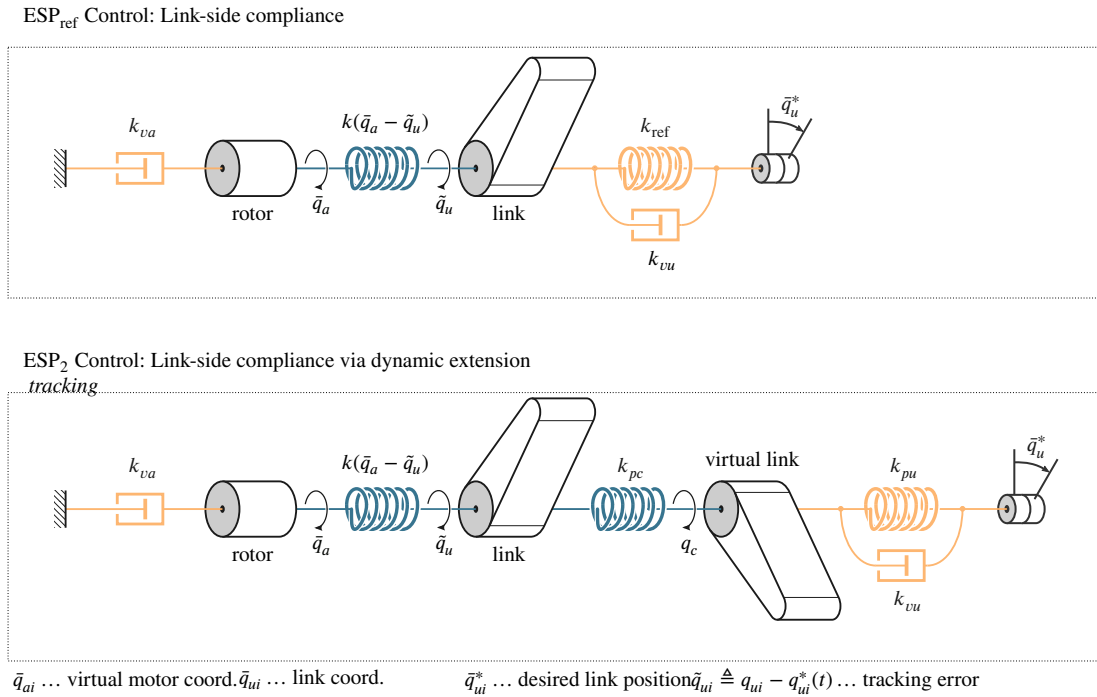 ESP_ref Control: Link-side compliance
q̄*_u
k_va
k(q̄_a − q̃_u)
k_ref
rotor
q̄_a
q̃_u
link
k_vu
ESP_2 Control: Link-side compliance via dynamic extension
tracking
q̄*_u
k_va
k(q̄_a − q̃_u)
k_pc
virtual link
k_pu
rotor
q̄_a
q̃_u
link
q_c
k_vu
q̄_ai … virtual motor coord. q̄_ui … link coord. q̄*_ui … desired link position q̃_ui ≜ q_ui − q*_ui(t) … tracking error